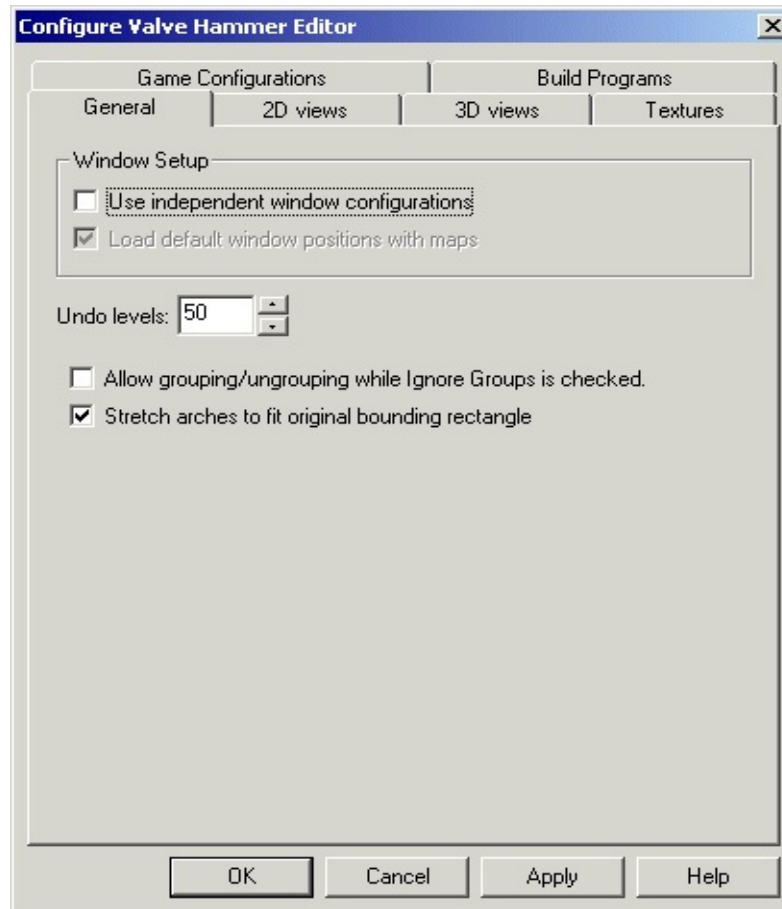 Configure Valve Hammer Editor
Game Configurations Build Programs
General 2D views 3D views Textures
Window Setup
Use independent window configurations
Load default window positions with maps
Undo levels: 50
Allow grouping/ungrouping while Ignore Groups is checked.
Stretch arches to fit original bounding rectangle
OK Cancel Apply Help